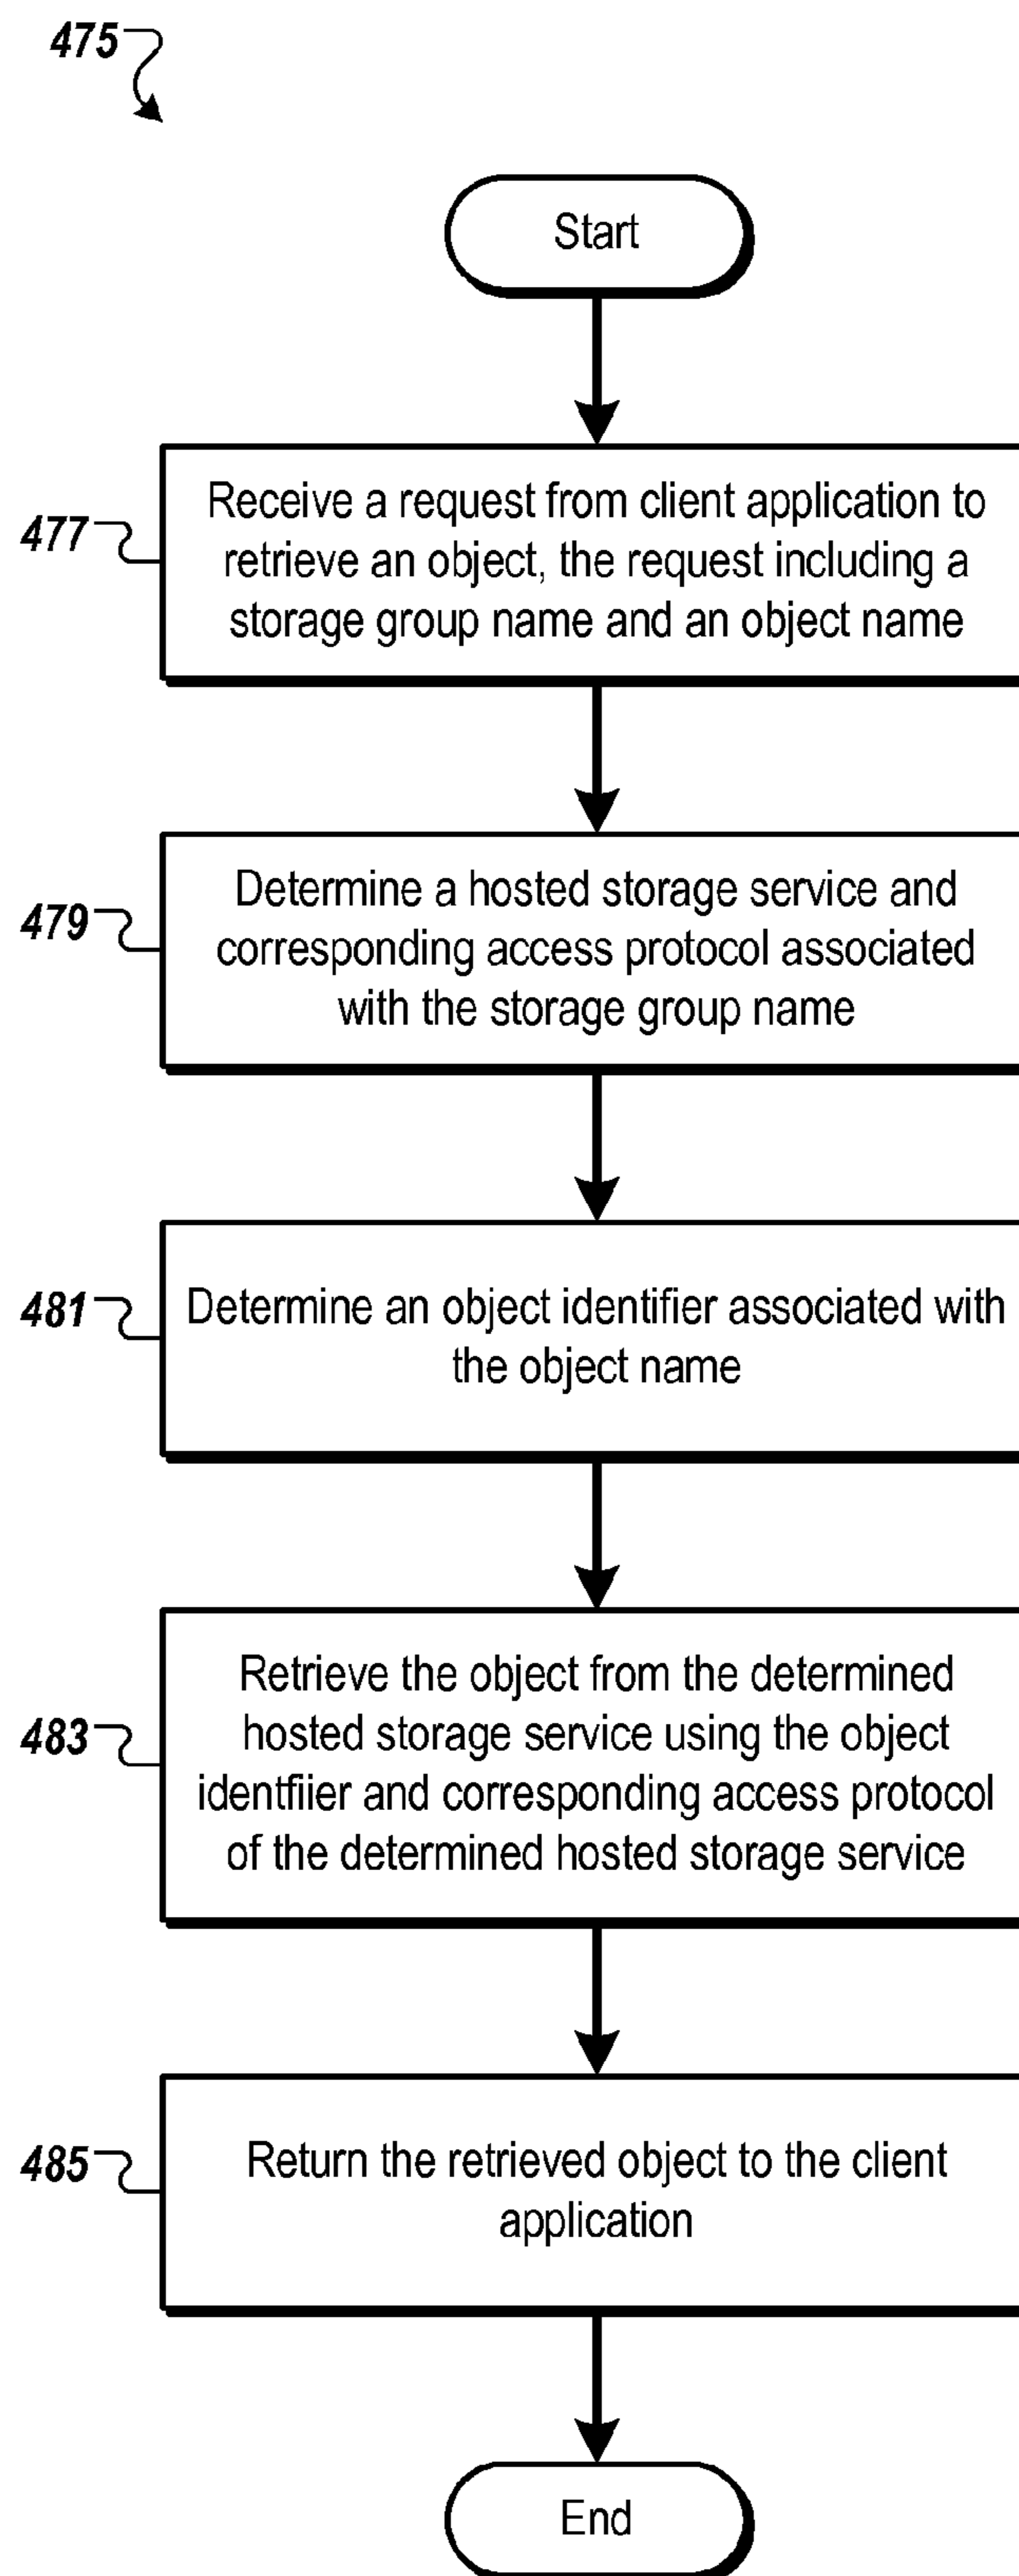 475
Start
477
Receive a request from client application to
retrieve an object, the request including a
storage group name and an object name
479
Determine a hosted storage service and
corresponding access protocol associated
with the storage group name
481
Determine an object identifier associated with
the object name
483
Retrieve the object from the determined
hosted storage service using the object
identfiier and corresponding access protocol
of the determined hosted storage service
485
Return the retrieved object to the client
application
End